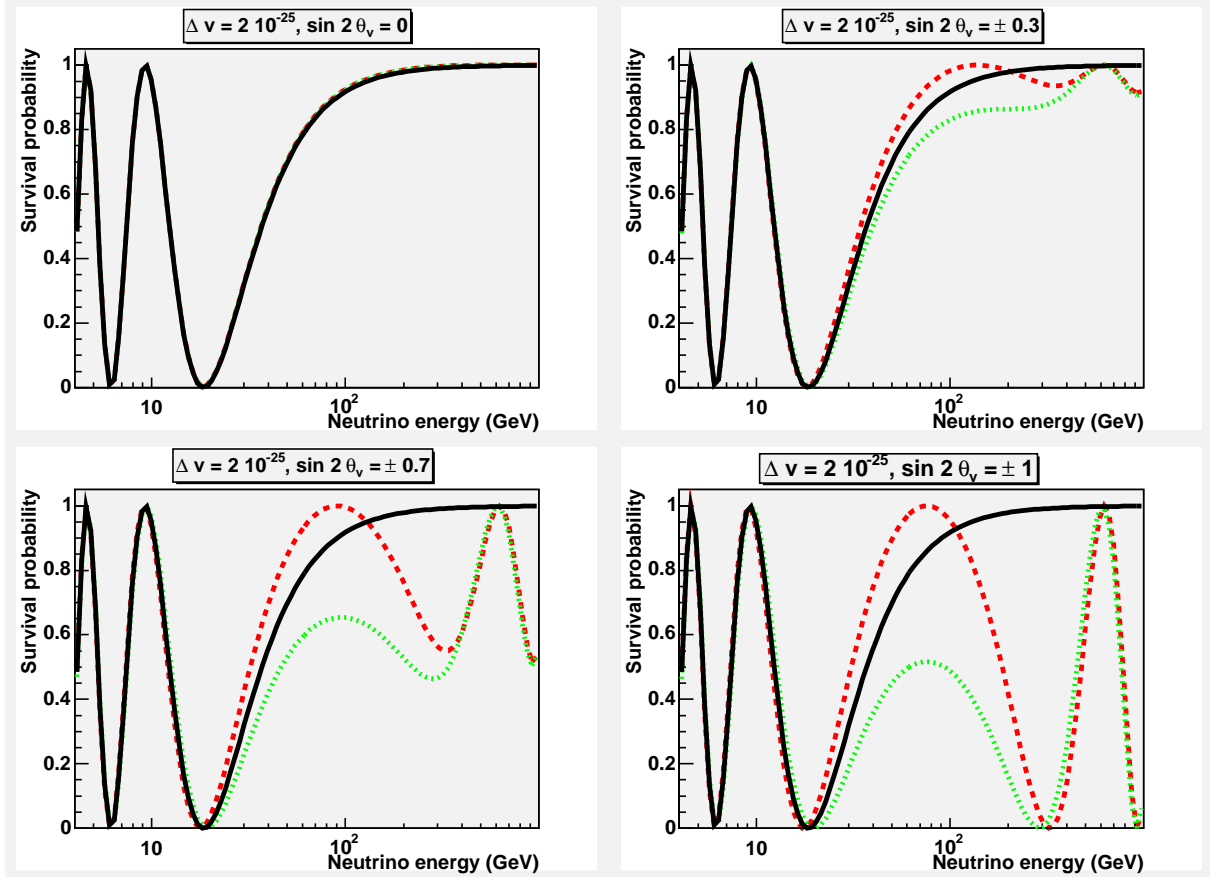 Δ v = 2 10⁻²⁵, sin 2 θᵥ = 0
Survival probability
1
0.8
0.6
0.4
0.2
0
10
10²
Neutrino energy (GeV)
Δ v = 2 10⁻²⁵, sin 2 θᵥ = ± 0.3
Survival probability
1
0.8
0.6
0.4
0.2
0
10
10²
Neutrino energy (GeV)
Δ v = 2 10⁻²⁵, sin 2 θᵥ = ± 0.7
Survival probability
1
0.8
0.6
0.4
0.2
0
10
10²
Neutrino energy (GeV)
Δ v = 2 10⁻²⁵, sin 2 θᵥ = ± 1
Survival probability
1
0.8
0.6
0.4
0.2
0
10
10²
Neutrino energy (GeV)